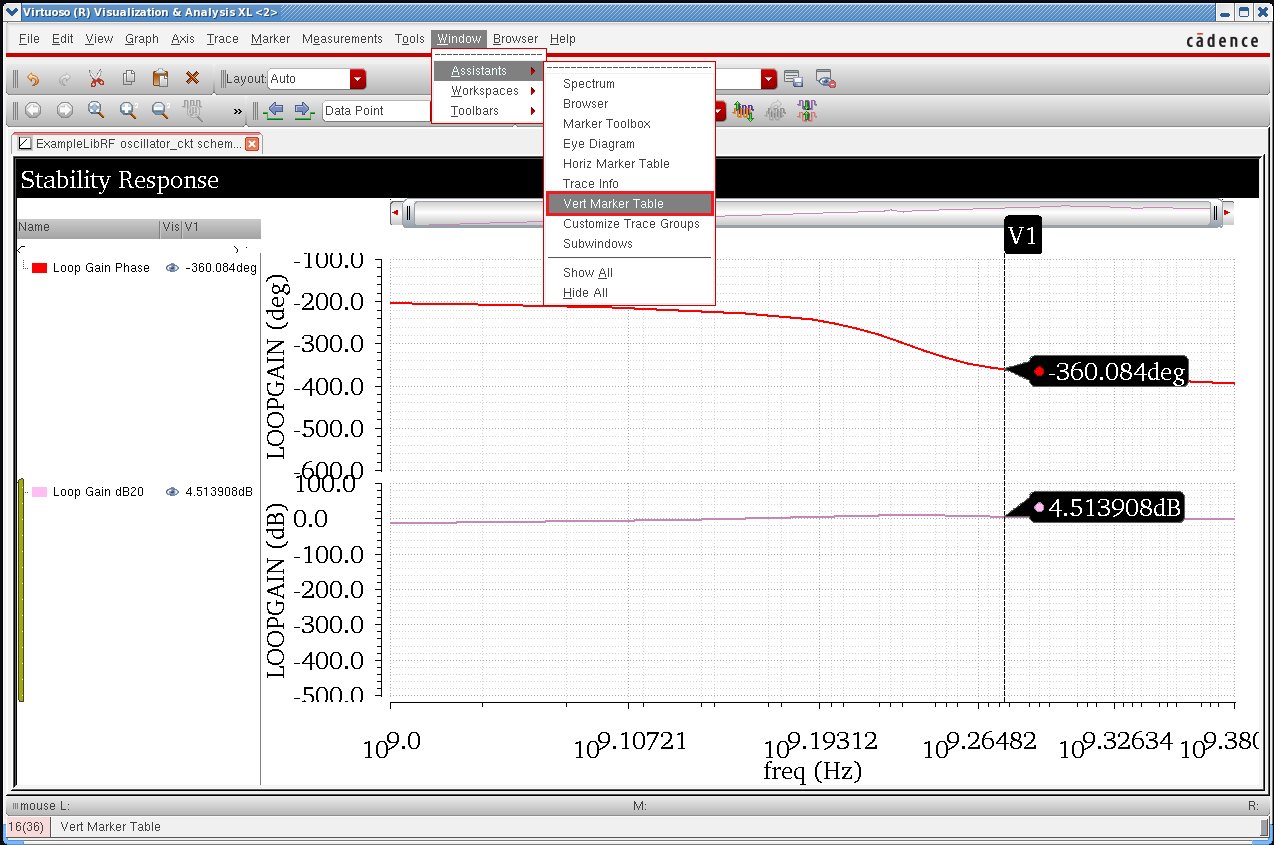 Virtuoso (R) Visualization & Analysis XL <2>
File Edit View Graph Axis Trace Marker Measurements Tools Window Browser Help
cādence
Layout: Auto
Data Point
»
Assistants
Workspaces
Toolbars
Spectrum
Browser
Marker Toolbox
Eye Diagram
Horiz Marker Table
Trace Info
Vert Marker Table
Customize Trace Groups
Subwindows
Show All
Hide All
ExampleLibRF oscillator_ckt schem...
Stability Response
Name Vis V1
Loop Gain Phase -360.084deg
Loop Gain dB20 4.513908dB
V1
LOOPGAIN (deg)
-100.0
-200.0
-300.0
-400.0
-500.0
-600.0
-360.084deg
LOOPGAIN (dB)
100.0
0.0
-100.0
-200.0
-300.0
-400.0
-500.0
4.513908dB
10^9.0 10^9.10721 10^9.19312 10^9.26482 10^9.32634 10^9.380
freq (Hz)
mouse L: M: R:
16(36) Vert Marker Table